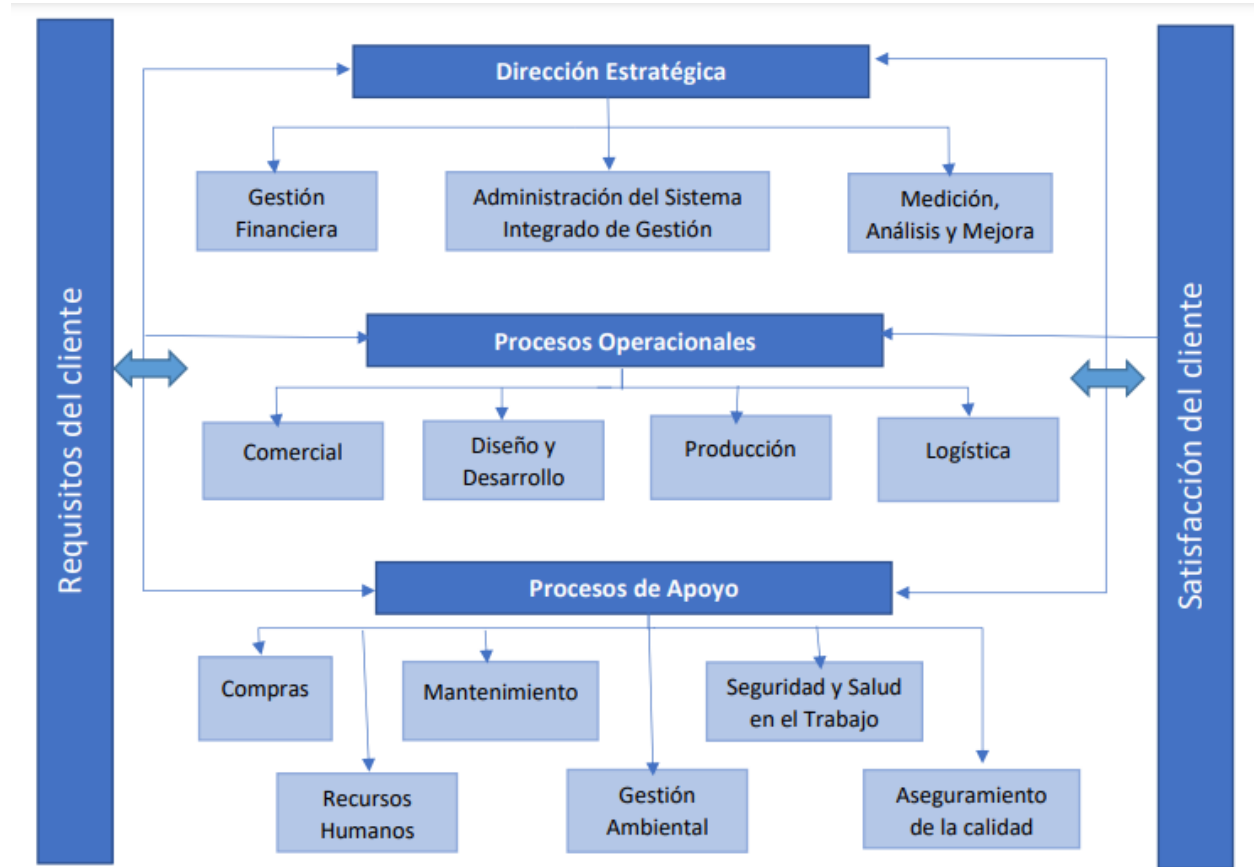 Requisitos del cliente
Dirección Estratégica
Gestión
Financiera
Administración del Sistema
Integrado de Gestión
Medición,
Análisis y Mejora
Procesos Operacionales
Comercial
Diseño y
Desarrollo
Producción
Logística
Procesos de Apoyo
Compras
Mantenimiento
Seguridad y Salud
en el Trabajo
Recursos
Humanos
Gestión
Ambiental
Aseguramiento
de la calidad
Satisfacción del cliente